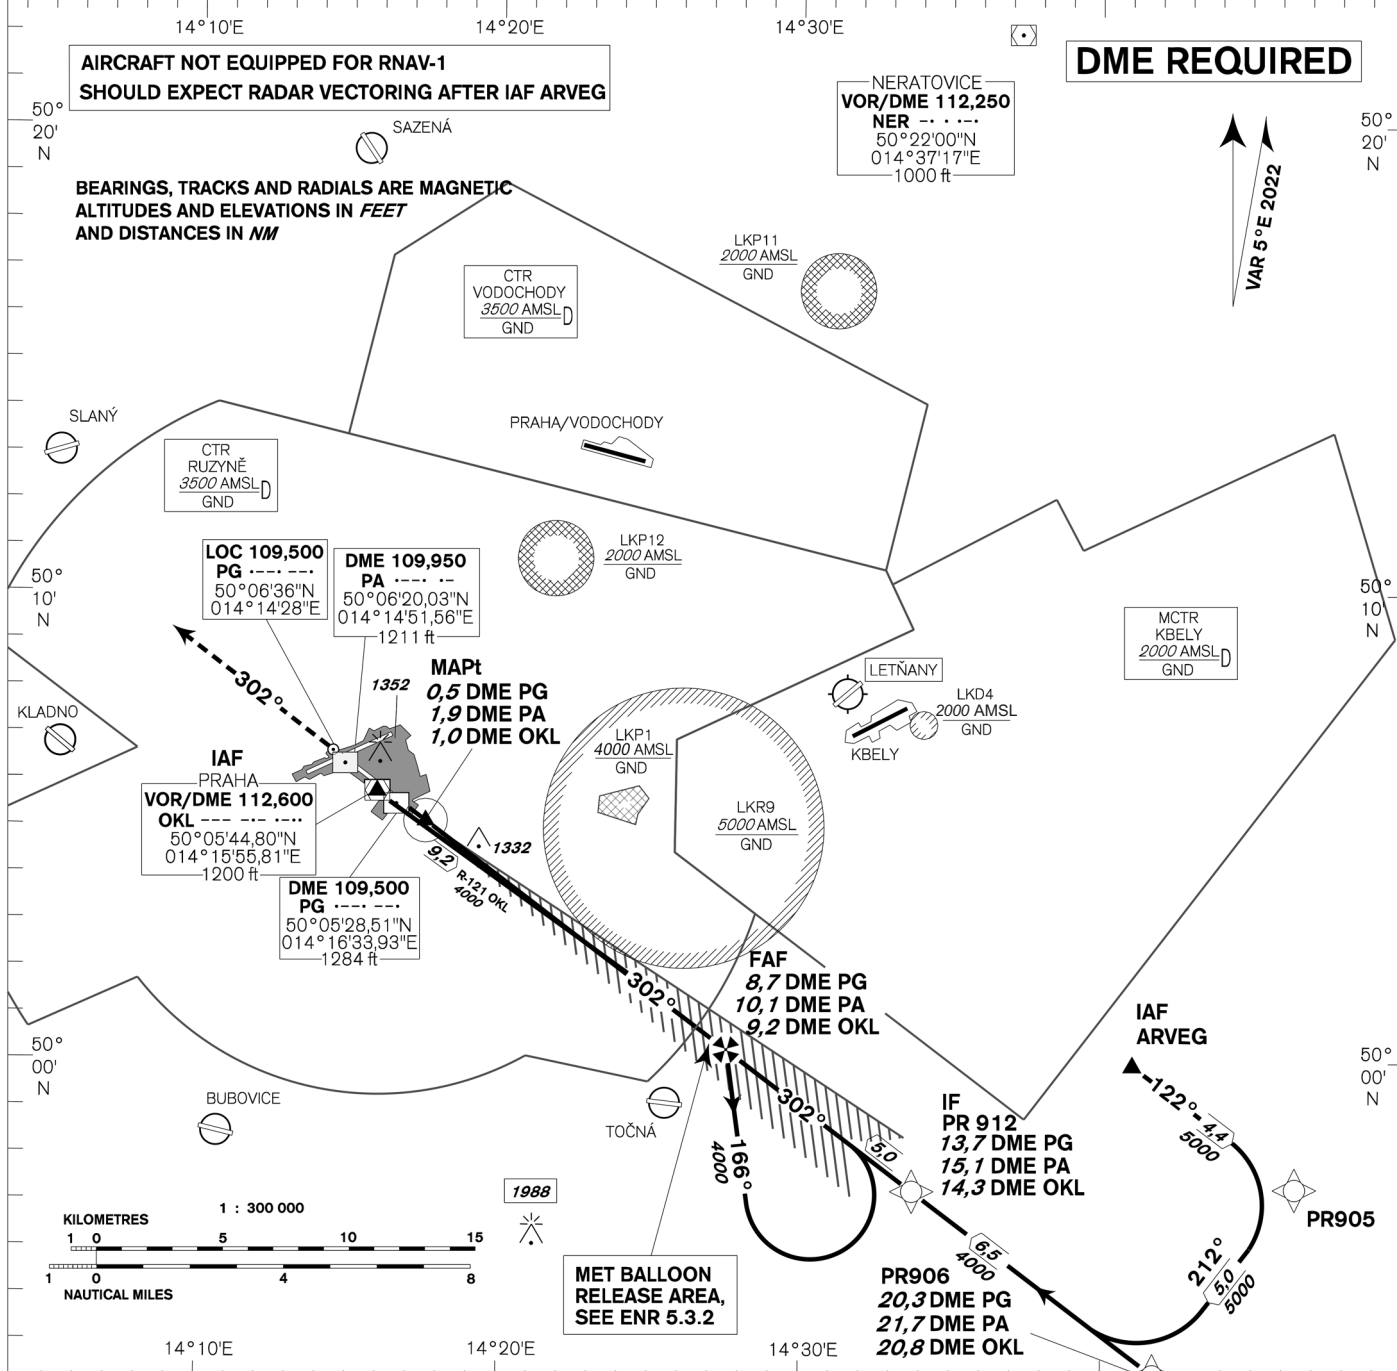 14°10'E
14°20'E
14°30'E
AIRCRAFT NOT EQUIPPED FOR RNAV-1
SHOULD EXPECT RADAR VECTORING AFTER IAF ARVEG
DME REQUIRED
50°
20'
N
50°
20'
N
SAZENÁ
NERATOVICE
VOR/DME 112,250
NER –· · ·–·
50°22'00"N
014°37'17"E
1000 ft
VAR 5°E 2022
BEARINGS, TRACKS AND RADIALS ARE MAGNETIC
ALTITUDES AND ELEVATIONS IN FEET
AND DISTANCES IN NM
LKP11
2000 AMSL
GND
CTR
VODOCHODY
3500 AMSL D
GND
SLANÝ
PRAHA/VODOCHODY
CTR
RUZYNĚ
3500 AMSL D
GND
LKP12
2000 AMSL
GND
LOC 109,500
PG ·––· ––·
50°06'36"N
014°14'28"E
DME 109,950
PA ·––· ·–
50°06'20,03"N
014°14'51,56"E
1211 ft
50°
10'
N
50°
10'
N
MCTR
KBELY
2000 AMSL D
GND
302°
1352
MAPt
0,5 DME PG
1,9 DME PA
1,0 DME OKL
LETŇANY
LKD4
2000 AMSL
GND
KBELY
KLADNO
LKP1
4000 AMSL
GND
IAF
PRAHA
VOR/DME 112,600
OKL ––– –·– ·–··
50°05'44,80"N
014°15'55,81"E
1200 ft
LKR9
5000 AMSL
GND
1332
9,2
R-121 OKL
4000
DME 109,500
PG ·––· ––·
50°05'28,51"N
014°16'33,93"E
1284 ft
302°
FAF
8,7 DME PG
10,1 DME PA
9,2 DME OKL
IAF
ARVEG
50°
00'
N
50°
00'
N
122°
4,4
5000
BUBOVICE
TOČNÁ
302°
5,0
IF
PR 912
13,7 DME PG
15,1 DME PA
14,3 DME OKL
166°
4000
1988
PR905
1 : 300 000
KILOMETRES
1 0 5 10 15
1 0 4 8
NAUTICAL MILES
MET BALLOON
RELEASE AREA,
SEE ENR 5.3.2
6,5
4000
212°
5,0
5000
PR906
20,3 DME PG
21,7 DME PA
20,8 DME OKL
14°10'E
14°20'E
14°30'E